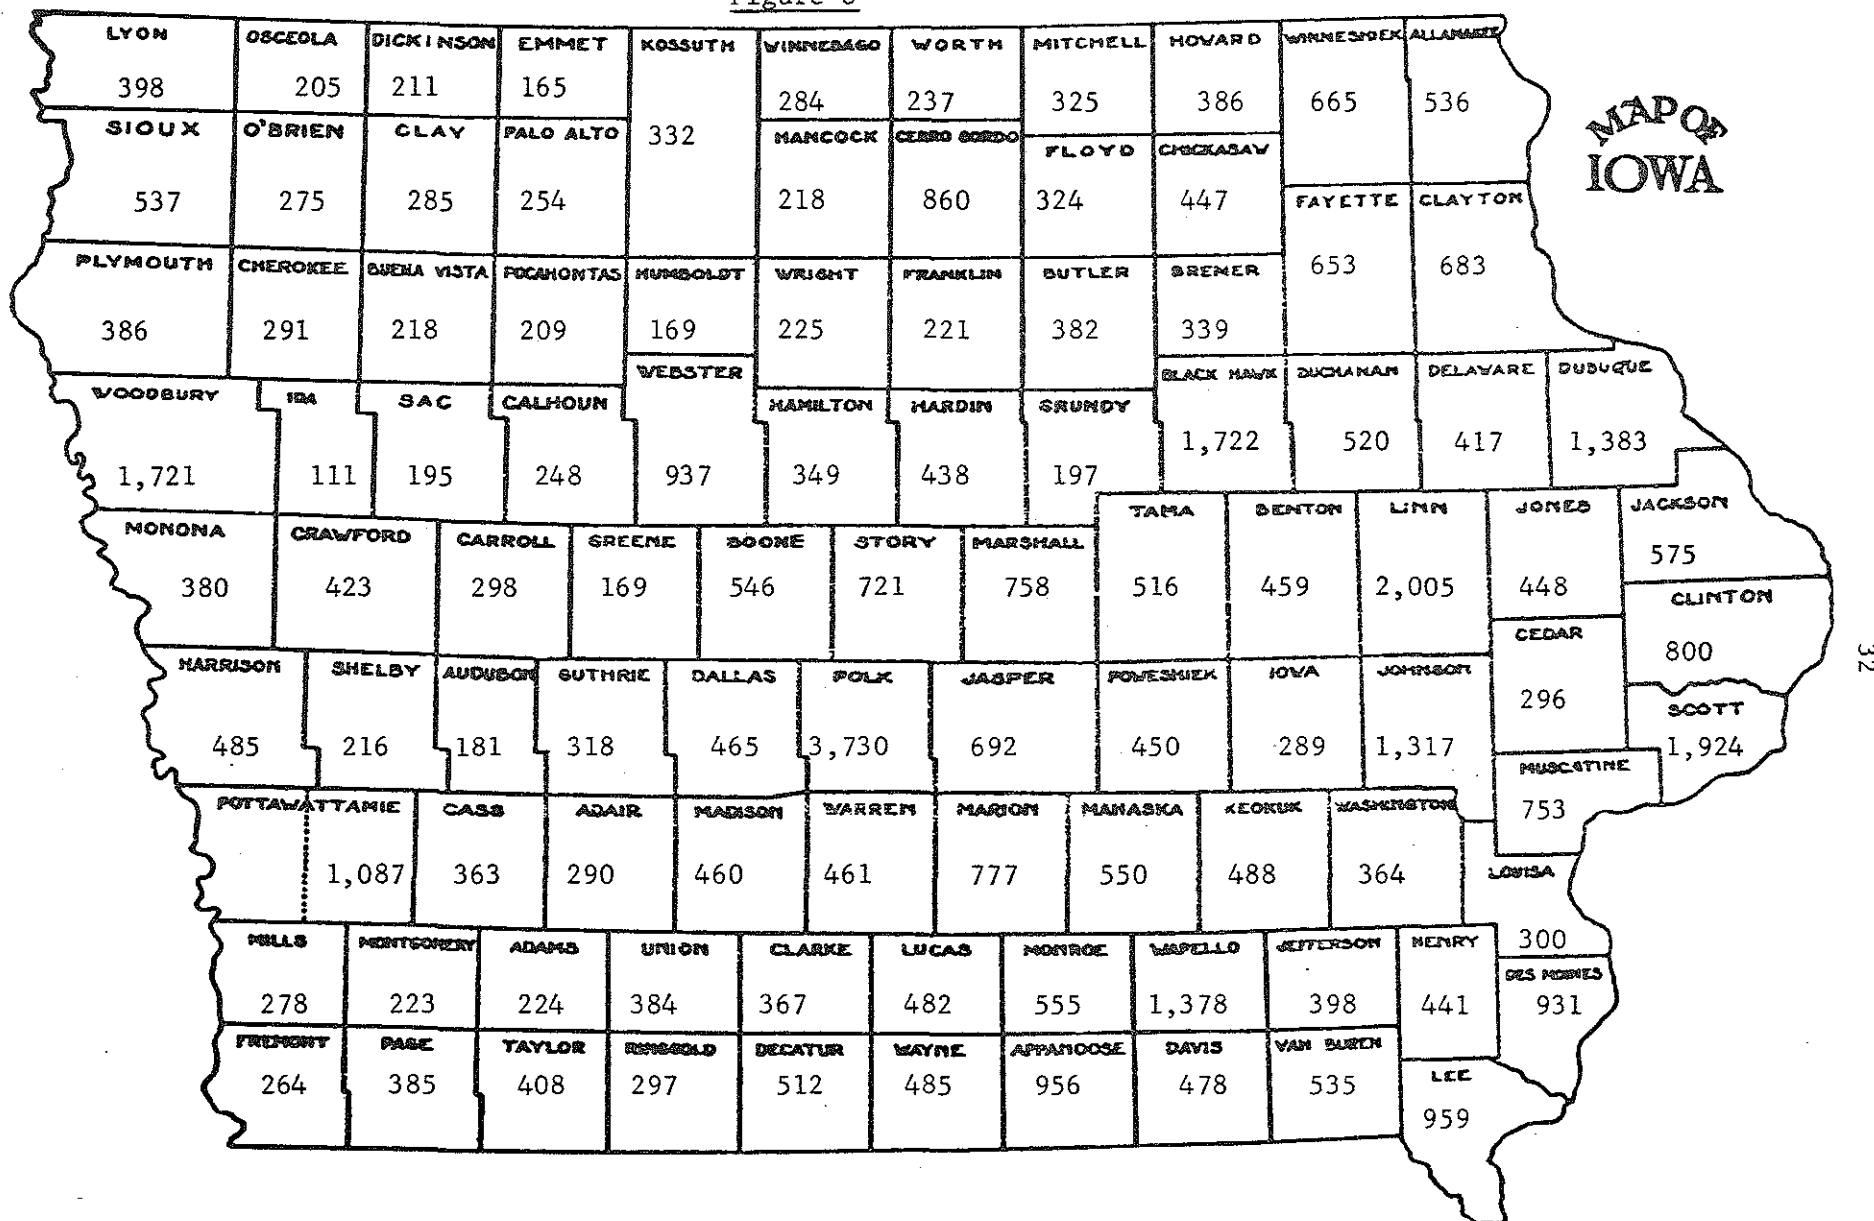 Figure
LYON OSCEOLA DICKINSON EMMET KOSSUTH WINNEBAGO WORTH MITCHELL HOWARD WINNESHIEK ALLAMAKEE
398 205 211 165 332 284 237 325 386 665 536
MAP OF
IOWA
SIOUX O'BRIEN CLAY PALO ALTO HANCOCK CERRO GORDO FLOYD CHICKASAW
537 275 285 254 218 860 324 447
FAYETTE CLAYTON
653 683
PLYMOUTH CHEROKEE BUENA VISTA POCAHONTAS HUMBOLDT WRIGHT FRANKLIN BUTLER BREMER
386 291 218 209 169 225 221 382 339
WEBSTER BLACK HAWK BUCHANAN DELAWARE DUBUQUE
937 1,722 520 417 1,383
WOODBURY IDA SAC CALHOUN HAMILTON HARDIN GRUNDY
1,721 111 195 248 349 438 197
MONONA CRAWFORD CARROLL GREENE BOONE STORY MARSHALL TAMA BENTON LINN JONES JACKSON
380 423 298 169 546 721 758 516 459 2,005 448 575
CLINTON
800
CEDAR
296
32
HARRISON SHELBY AUDUBON GUTHRIE DALLAS POLK JASPER POWESHIEK IOWA JOHNSON SCOTT
485 216 181 318 465 3,730 692 450 289 1,317 1,924
MUSCATINE
753
POTTAWATTAMIE CASS ADAIR MADISON WARREN MARION MAHASKA KEOKUK WASHINGTON
1,087 363 290 460 461 777 550 488 364
LOUISA
300
MILLS MONTGOMERY ADAMS UNION CLARKE LUCAS MONROE WAPELLO JEFFERSON HENRY DES MOINES
278 223 224 384 367 482 555 1,378 398 441 931
FREMONT PAGE TAYLOR RINGGOLD DECATUR WAYNE APPANOOSE DAVIS VAN BUREN LEE
264 385 408 297 512 485 956 478 535 959